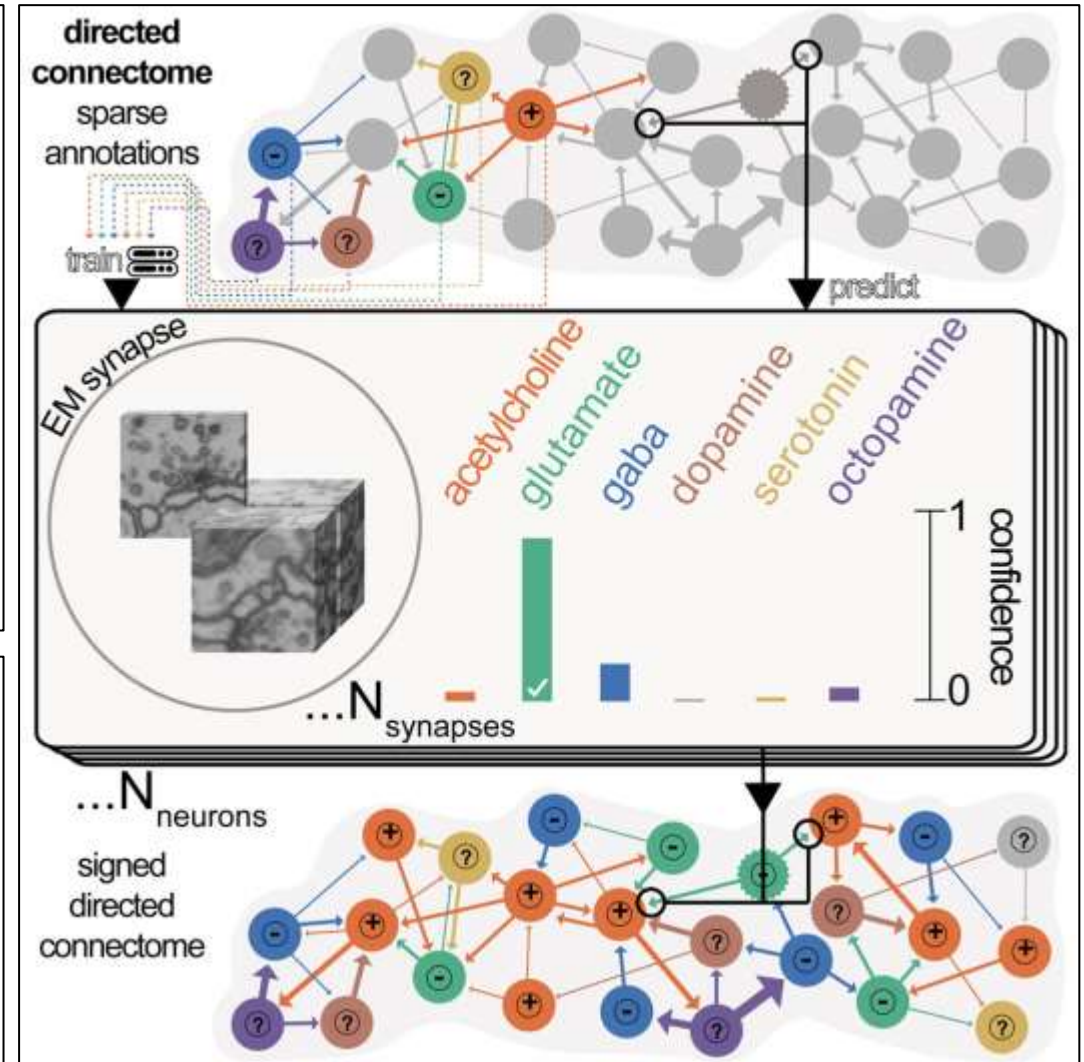 directed
connectome
sparse
annotations
train
predict
EM synapse
acetylcholine
glutamate
gaba
dopamine
serotonin
octopamine
1
confidence
0
...N synapses
...N neurons
signed
directed
connectome